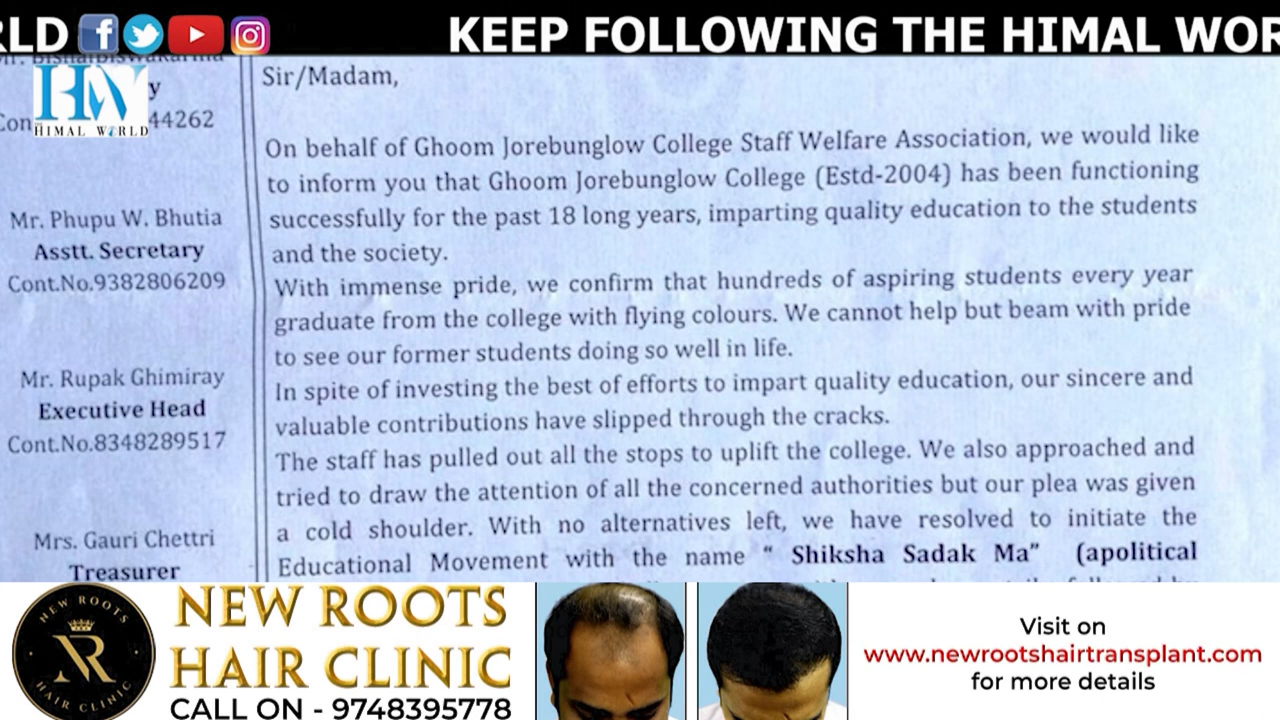 RLD
KEEP FOLLOWING THE HIMAL WOR
HW
HIMAL WORLD
y
Con
44262
Mr. Phupu W. Bhutia
Asstt. Secretary
Cont.No.9382806209
Mr. Rupak Ghimiray
Executive Head
Cont.No.8348289517
Mrs. Gauri Chettri
Treasurer
Sir/Madam,
On behalf of Ghoom Jorebunglow College Staff Welfare Association, we would like
to inform you that Ghoom Jorebunglow College (Estd-2004) has been functioning
successfully for the past 18 long years, imparting quality education to the students
and the society.
With immense pride, we confirm that hundreds of aspiring students every year
graduate from the college with flying colours. We cannot help but beam with pride
to see our former students doing so well in life.
In spite of investing the best of efforts to impart quality education, our sincere and
valuable contributions have slipped through the cracks.
The staff has pulled out all the stops to uplift the college. We also approached and
tried to draw the attention of all the concerned authorities but our plea was given
a cold shoulder. With no alternatives left, we have resolved to initiate the
Educational Movement with the name “ Shiksha Sadak Ma” (apolitical
NEW ROOTS
NR
HAIR CLINIC
NEW ROOTS
HAIR CLINIC
CALL ON - 9748395778
Visit on
www.newrootshairtransplant.com
for more details